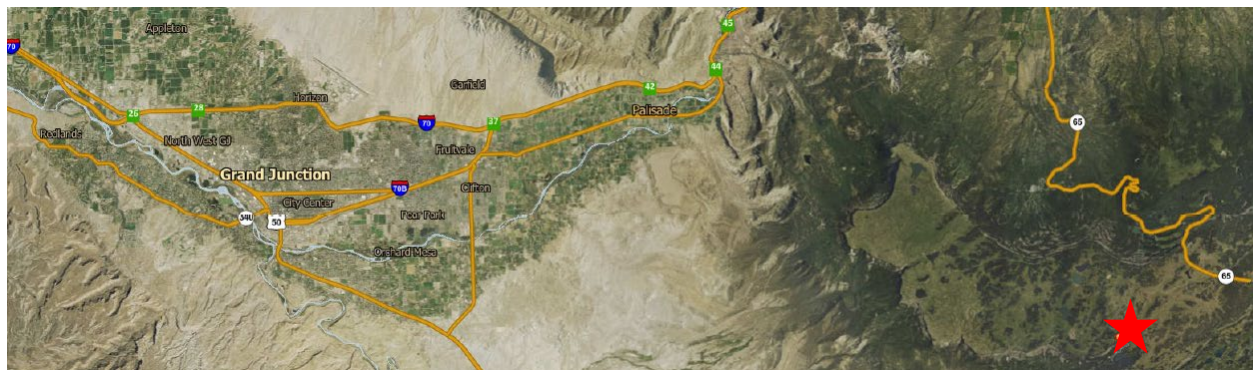 Appleton
45
70
44
Garfield
42
Horizon
28
Palisade
26
37
70
65
Redlands
North West GJ
Fruitvale
Grand Junction
70B
Clifton
City Center
340
50
Pear Park
Orchard Mesa
65